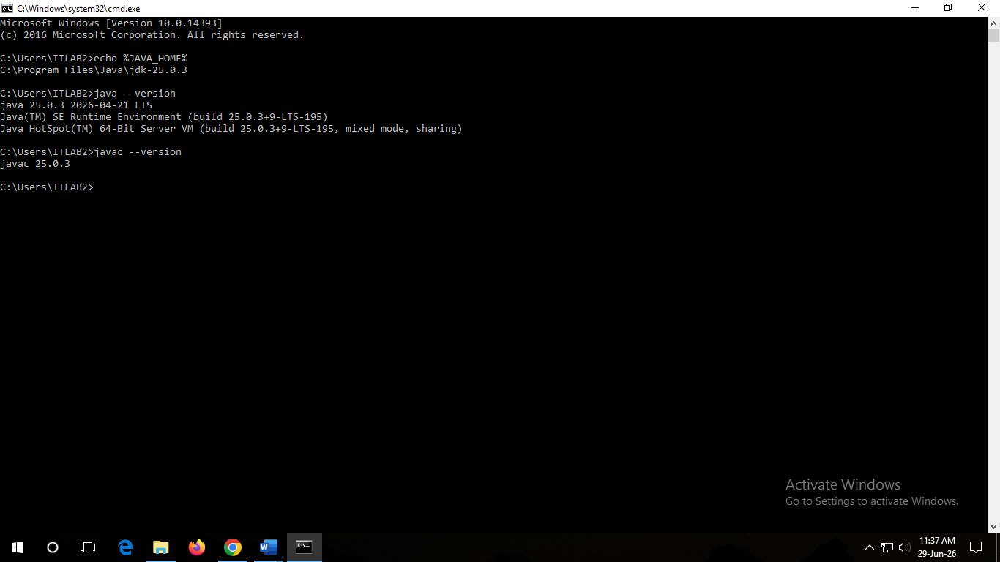 C:\Windows\system32\cmd.exe
Microsoft Windows [Version 10.0.14393]
(c) 2016 Microsoft Corporation. All rights reserved.
C:\Users\ITLAB2>echo %JAVA_HOME%
C:\Program Files\Java\jdk-25.0.3
C:\Users\ITLAB2>java --version
java 25.0.3 2026-04-21 LTS
Java(TM) SE Runtime Environment (build 25.0.3+9-LTS-195)
Java HotSpot(TM) 64-Bit Server VM (build 25.0.3+9-LTS-195, mixed mode, sharing)
C:\Users\ITLAB2>javac --version
javac 25.0.3
C:\Users\ITLAB2>
Activate Windows
Go to Settings to activate Windows.
11:37 AM
29-Jun-26